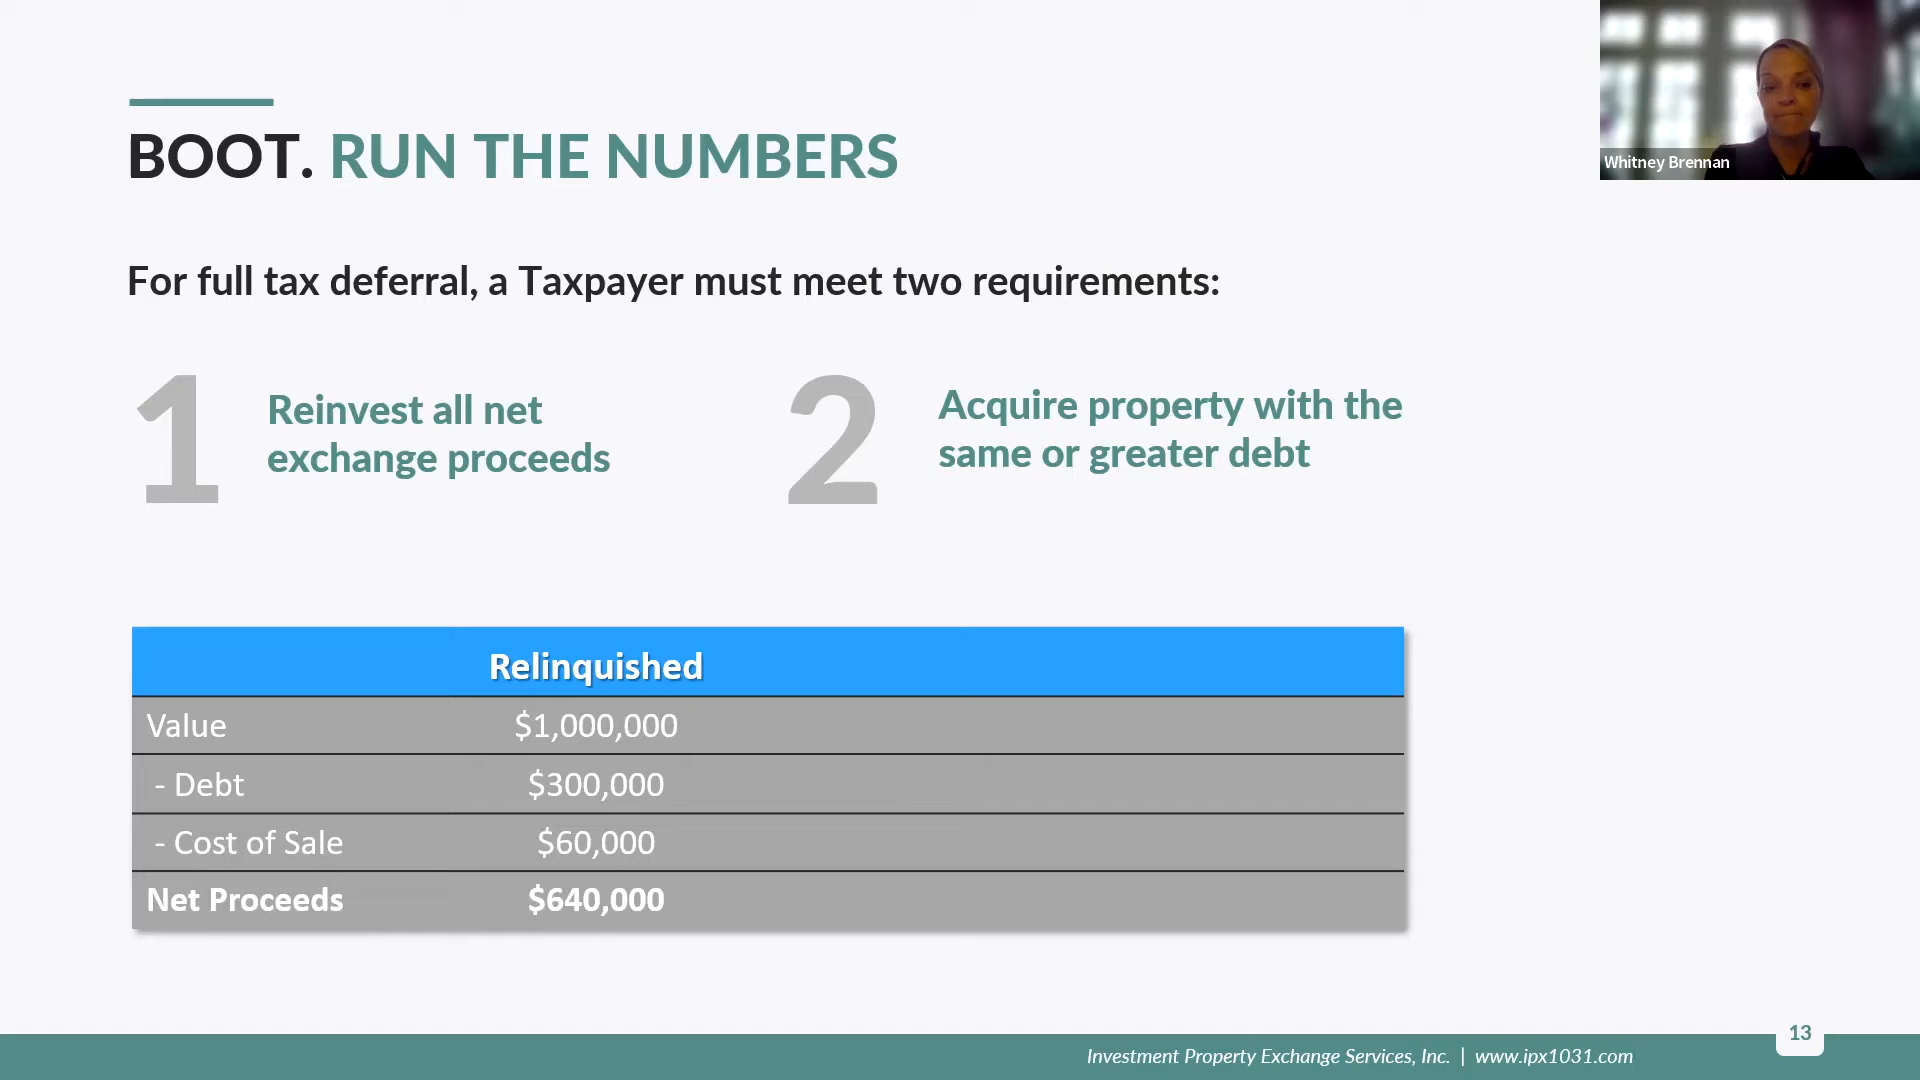 Whitney Brennan
BOOT. RUN THE NUMBERS
For full tax deferral, a Taxpayer must meet two requirements:
1
Reinvest all net
exchange proceeds
2
Acquire property with the
same or greater debt
Relinquished
Value $1,000,000
- Debt $300,000
- Cost of Sale $60,000
Net Proceeds $640,000
13
Investment Property Exchange Services, Inc. | www.ipx1031.com